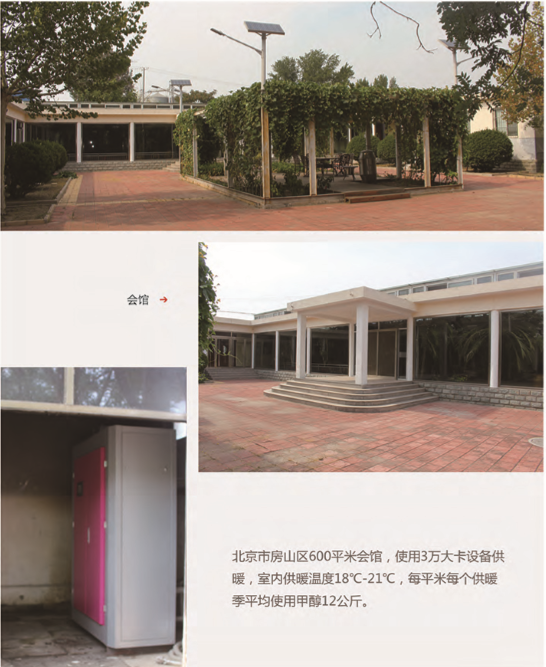 会馆
北京市房山区600平米会馆，使用3万大卡设备供
暖，室内供暖温度18℃-21℃，每平米每个供暖
季平均使用甲醇12公斤。